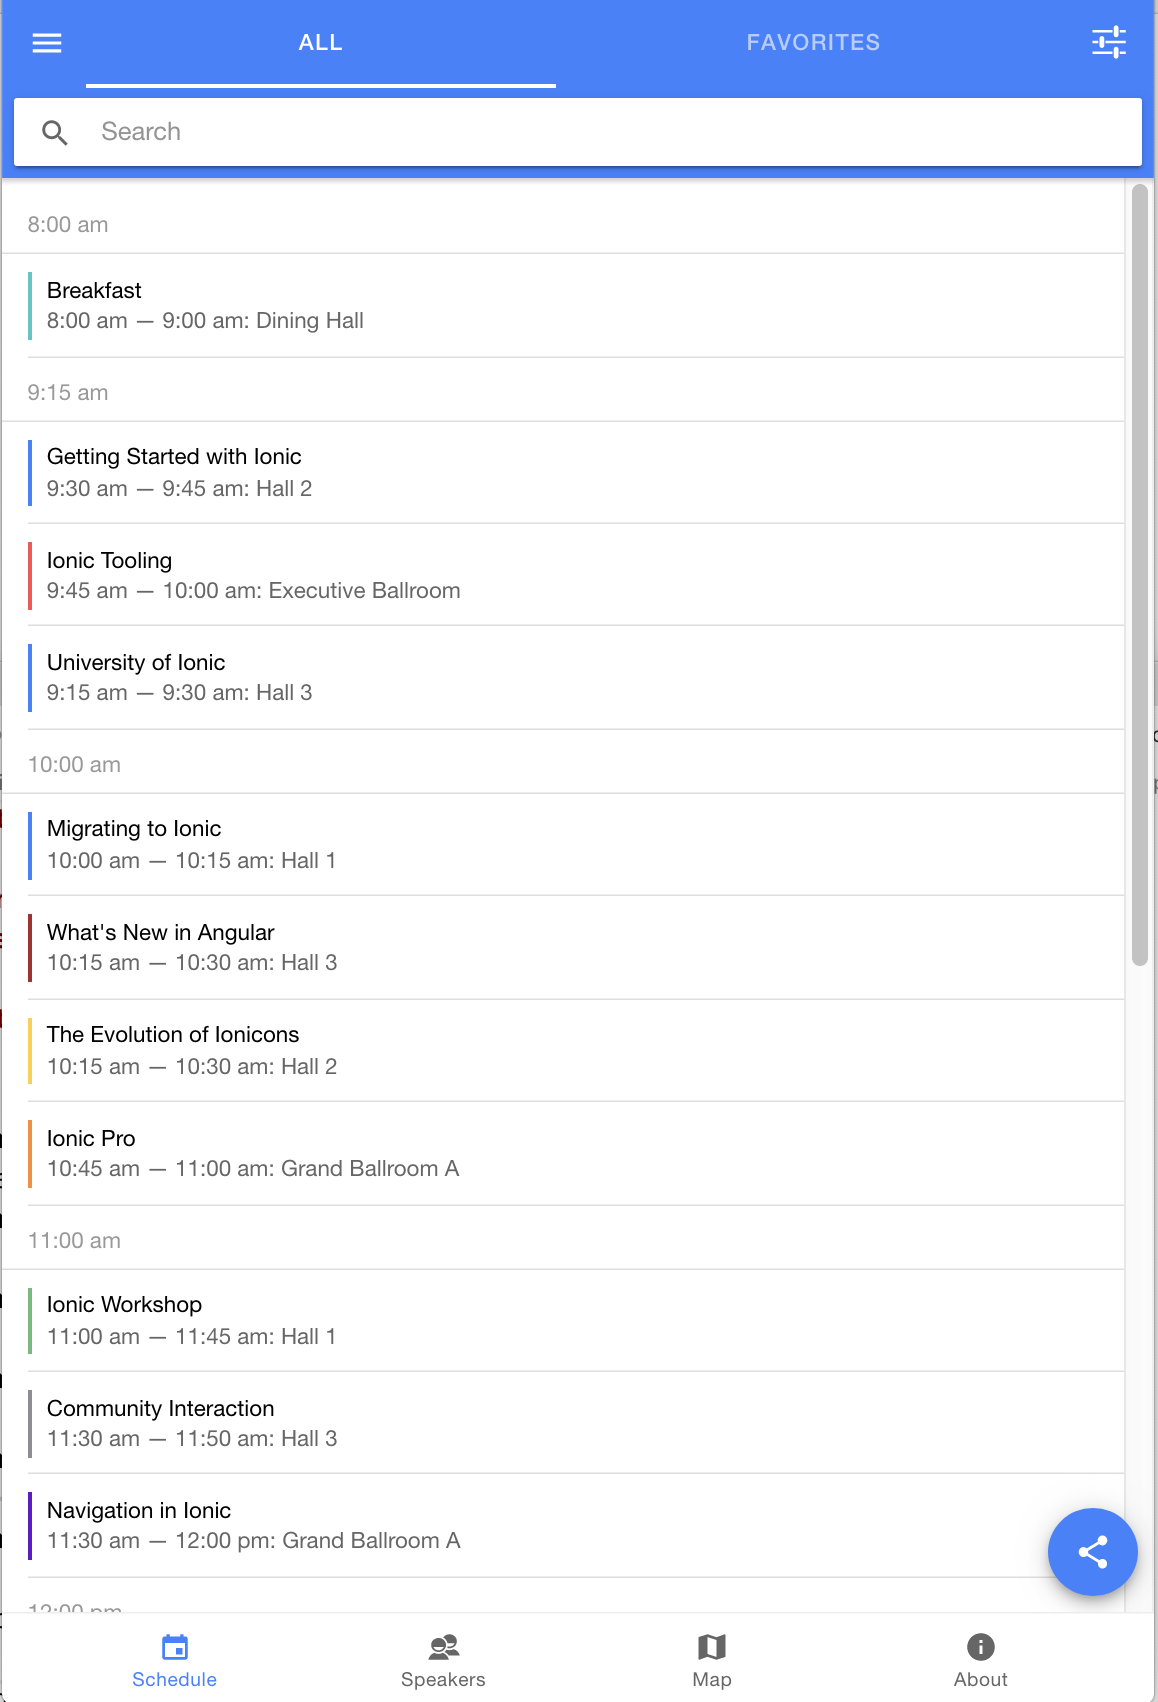 ALL
FAVORITES
Search
8:00 am
Breakfast
8:00 am — 9:00 am: Dining Hall
9:15 am
Getting Started with Ionic
9:30 am — 9:45 am: Hall 2
Ionic Tooling
9:45 am — 10:00 am: Executive Ballroom
University of Ionic
9:15 am — 9:30 am: Hall 3
10:00 am
Migrating to Ionic
10:00 am — 10:15 am: Hall 1
What's New in Angular
10:15 am — 10:30 am: Hall 3
The Evolution of Ionicons
10:15 am — 10:30 am: Hall 2
Ionic Pro
10:45 am — 11:00 am: Grand Ballroom A
11:00 am
Ionic Workshop
11:00 am — 11:45 am: Hall 1
Community Interaction
11:30 am — 11:50 am: Hall 3
Navigation in Ionic
11:30 am — 12:00 pm: Grand Ballroom A
12:00 pm
Schedule
Speakers
Map
About